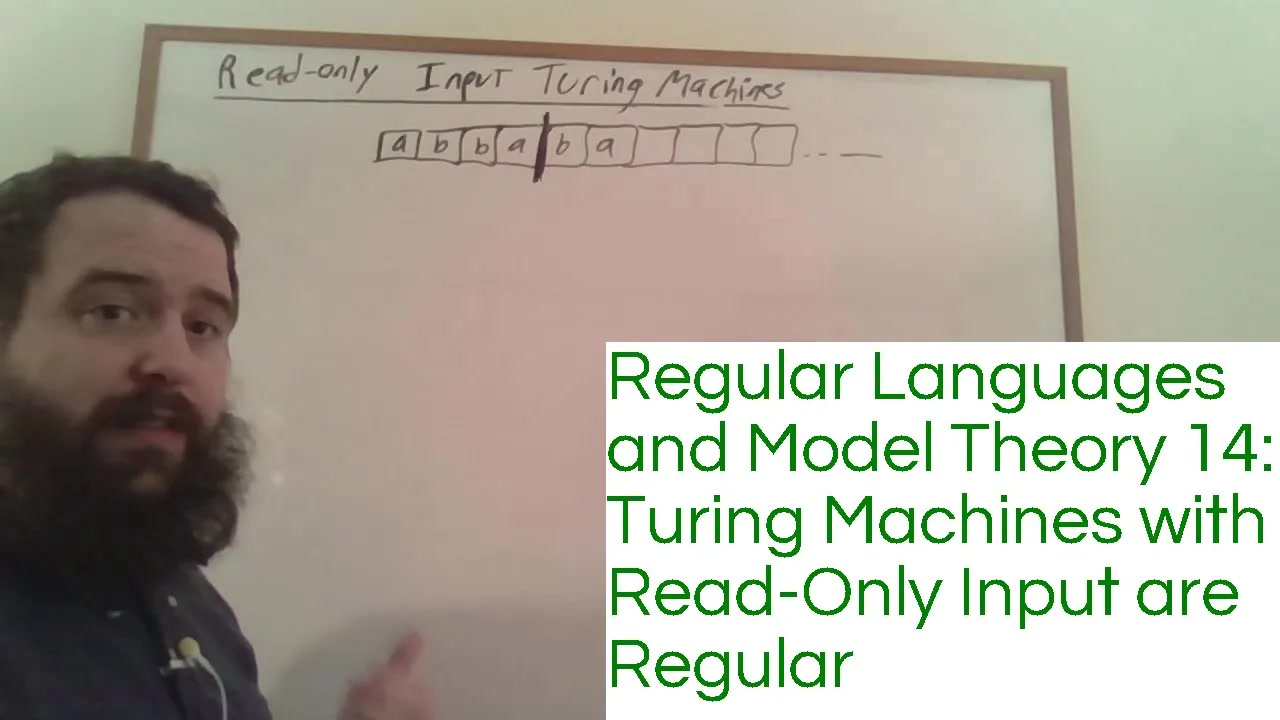 Read-only Input Turing Machines
a b b a b a
Regular Languages
and Model Theory 14:
Turing Machines with
Read-Only Input are
Regular